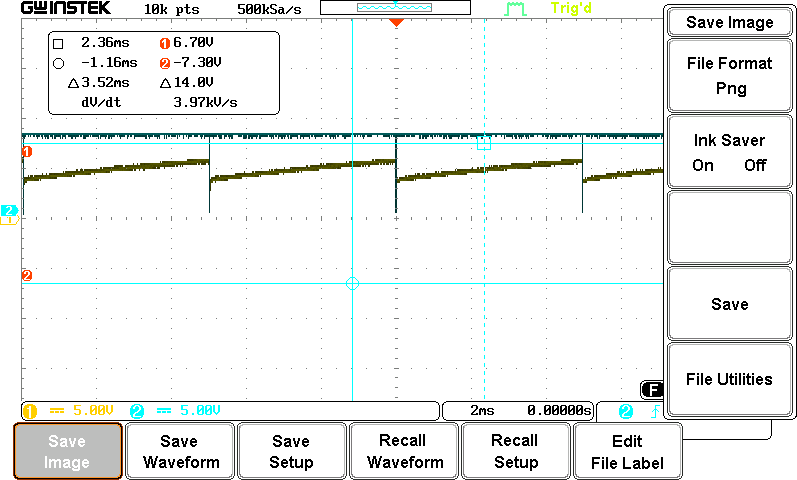 GWINSTEK 10k pts 500kSa/s Trig'd
2.36ms 1 6.70V
-1.16ms 2 -7.30V
△3.52ms △14.0V
dV/dt 3.97kV/s
1
2
1
2
1 5.00V 2 5.00V
2ms 0.00000s
2
F
Save Image
File Format
Png
Ink Saver
On Off
Save
File Utilities
Save
Image
Save
Waveform
Save
Setup
Recall
Waveform
Recall
Setup
Edit
File Label